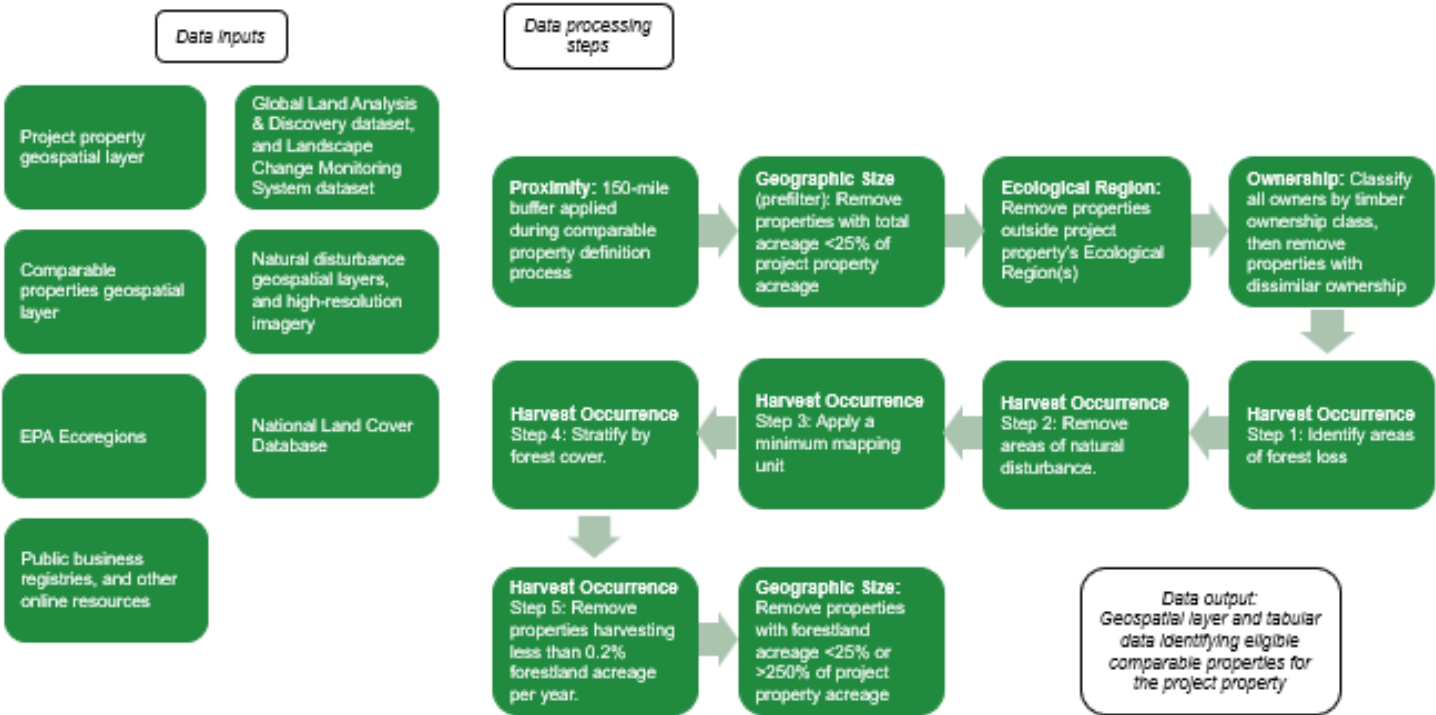 Data inputs
Data processing
steps
Project property
geospatial layer
Global Land Analysis
& Discovery dataset,
and Landscape
Change Monitoring
System dataset
Comparable
properties geospatial
layer
Natural disturbance
geospatial layers,
and high-resolution
imagery
EPA Ecoregions
National Land Cover
Database
Public business
registries, and other
online resources
Proximity: 150-mile
buffer applied
during comparable
property definition
process
Geographic Size
(prefilter): Remove
properties with total
acreage <25% of
project property
acreage
Ecological Region:
Remove properties
outside project
property's Ecological
Region(s)
Ownership: Classify
all owners by timber
ownership class,
then remove
properties with
dissimilar ownership
Harvest Occurrence
Step 1: Identify areas
of forest loss
Harvest Occurrence
Step 2: Remove
areas of natural
disturbance.
Harvest Occurrence
Step 3: Apply a
minimum mapping
unit
Harvest Occurrence
Step 4: Stratify by
forest cover.
Harvest Occurrence
Step 5: Remove
properties harvesting
less than 0.2%
forestland acreage
per year.
Geographic Size:
Remove properties
with forestland
acreage <25% or
>250% of project
property acreage
Data output:
Geospatial layer and tabular
data identifying eligible
comparable properties for
the project property